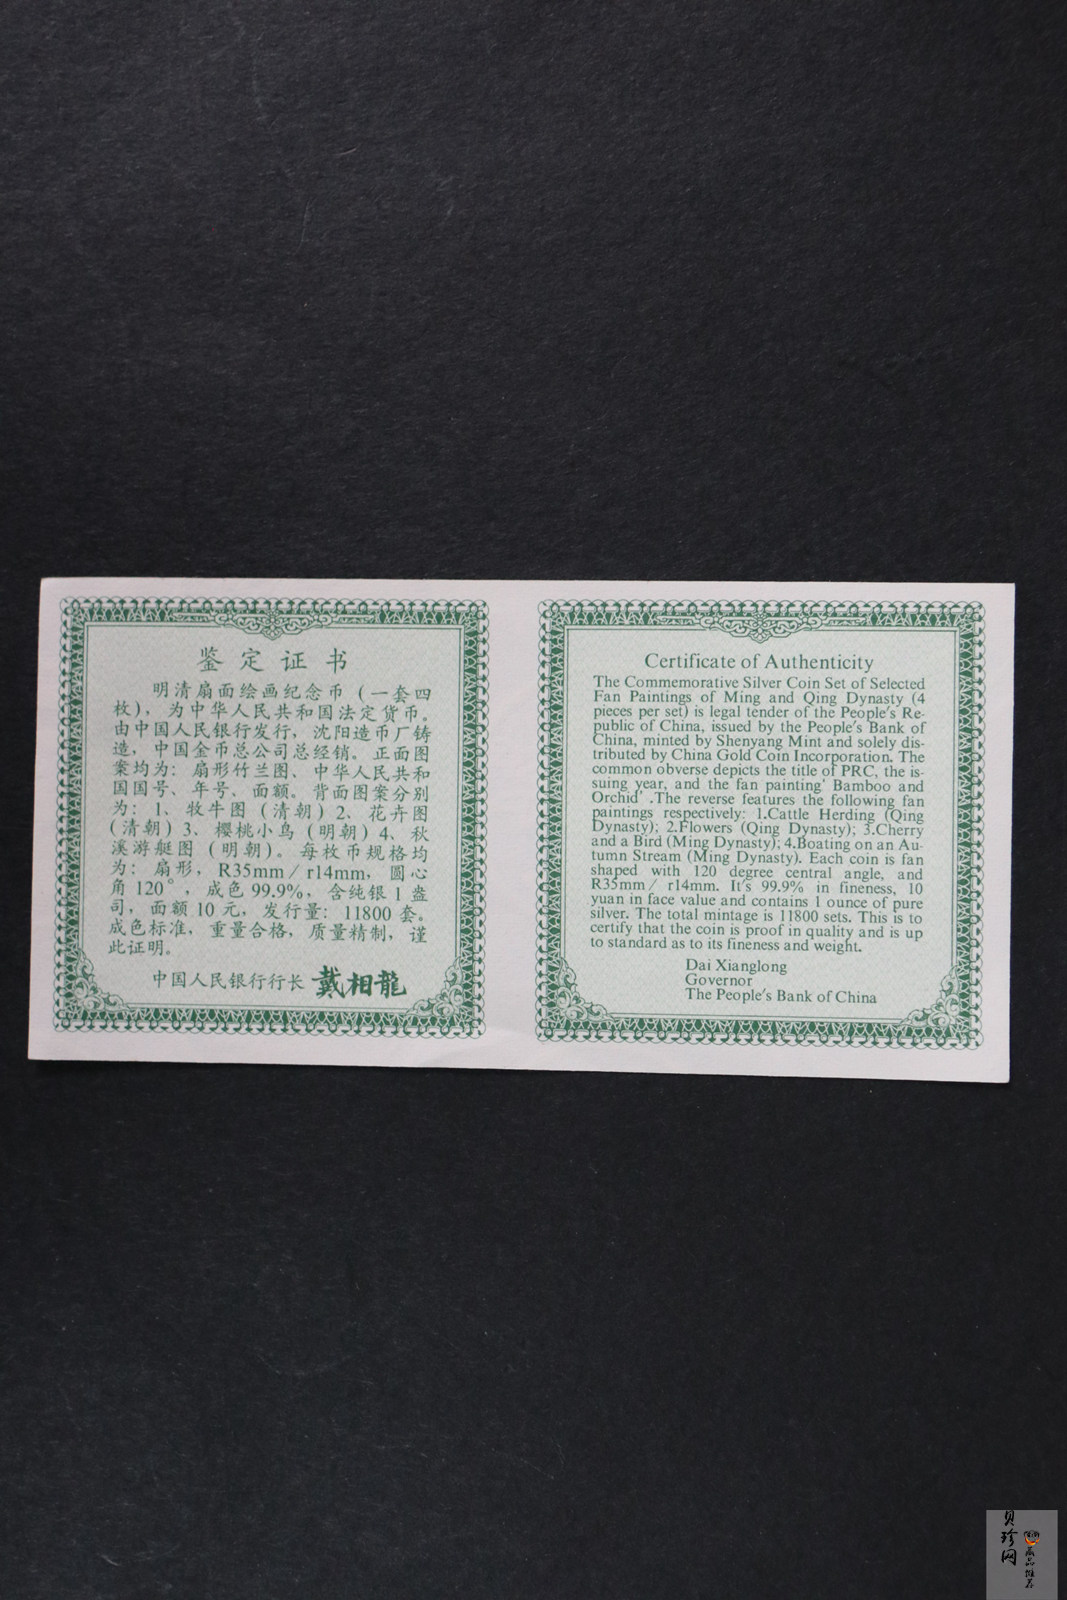 鉴定证书
明清扇面绘画纪念币（一套四
枚），为中华人民共和国法定货币。
由中国人民银行发行，沈阳造币厂铸
造，中国金币总公司总经销。正面图
案均为：扇形竹兰图、中华人民共和
国国号、年号、面额。背面图案分别
为：1、牧牛图（清朝）2、花卉图
（清朝）3、樱桃小鸟（明朝）4、秋
溪游艇图（明朝）。每枚币规格均
为：扇形，R35mm/r14mm，圆心
角120°，成色99.9%，含纯银1盎
司，面额10元，发行量：11800套。
成色标准，重量合格，质量精制，谨
此证明。
中国人民银行行长 戴相龍
Certificate of Authenticity
The Commemorative Silver Coin Set of Selected
Fan Paintings of Ming and Qing Dynasty (4
pieces per set) is legal tender of the People's Re-
public of China, issued by the People's Bank of
China, minted by Shenyang Mint and solely dis-
tributed by China Gold Coin Incorporation. The
common obverse depicts the title of PRC, the is-
suing year, and the fan painting' Bamboo and
Orchid' .The reverse features the following fan
paintings respectively: 1.Cattle Herding (Qing
Dynasty); 2.Flowers (Qing Dynasty); 3.Cherry
and a Bird (Ming Dynasty); 4.Boating on an Au-
tumn Stream (Ming Dynasty). Each coin is fan
shaped with 120 degree central angle, and
R35mm/ r14mm. It's 99.9% in fineness, 10
yuan in face value and contains 1 ounce of pure
silver. The total mintage is 11800 sets. This is to
certify that the coin is proof in quality and is up
to standard as to its fineness and weight.
Dai Xianglong
Governor
The People's Bank of China
贝珍网
藏品推荐